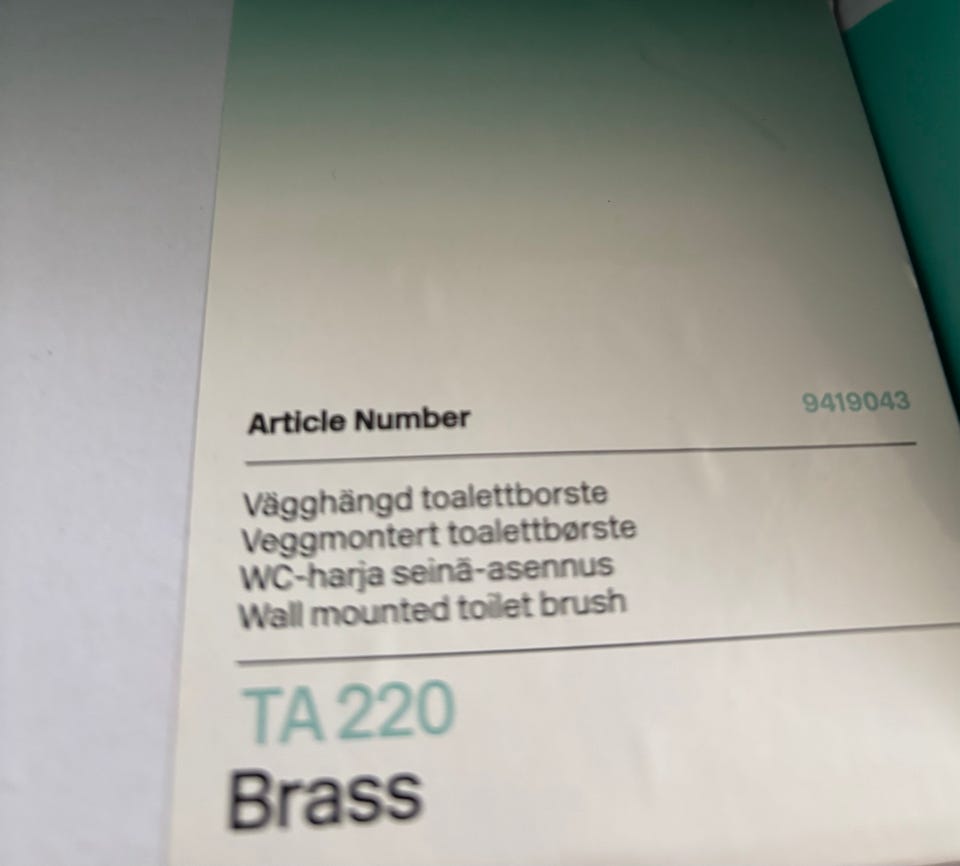 Article Number 9419043
Vägghängd toalettborste
Veggmontert toalettbørste
WC-harja seinä-asennus
Wall mounted toilet brush
TA 220
Brass